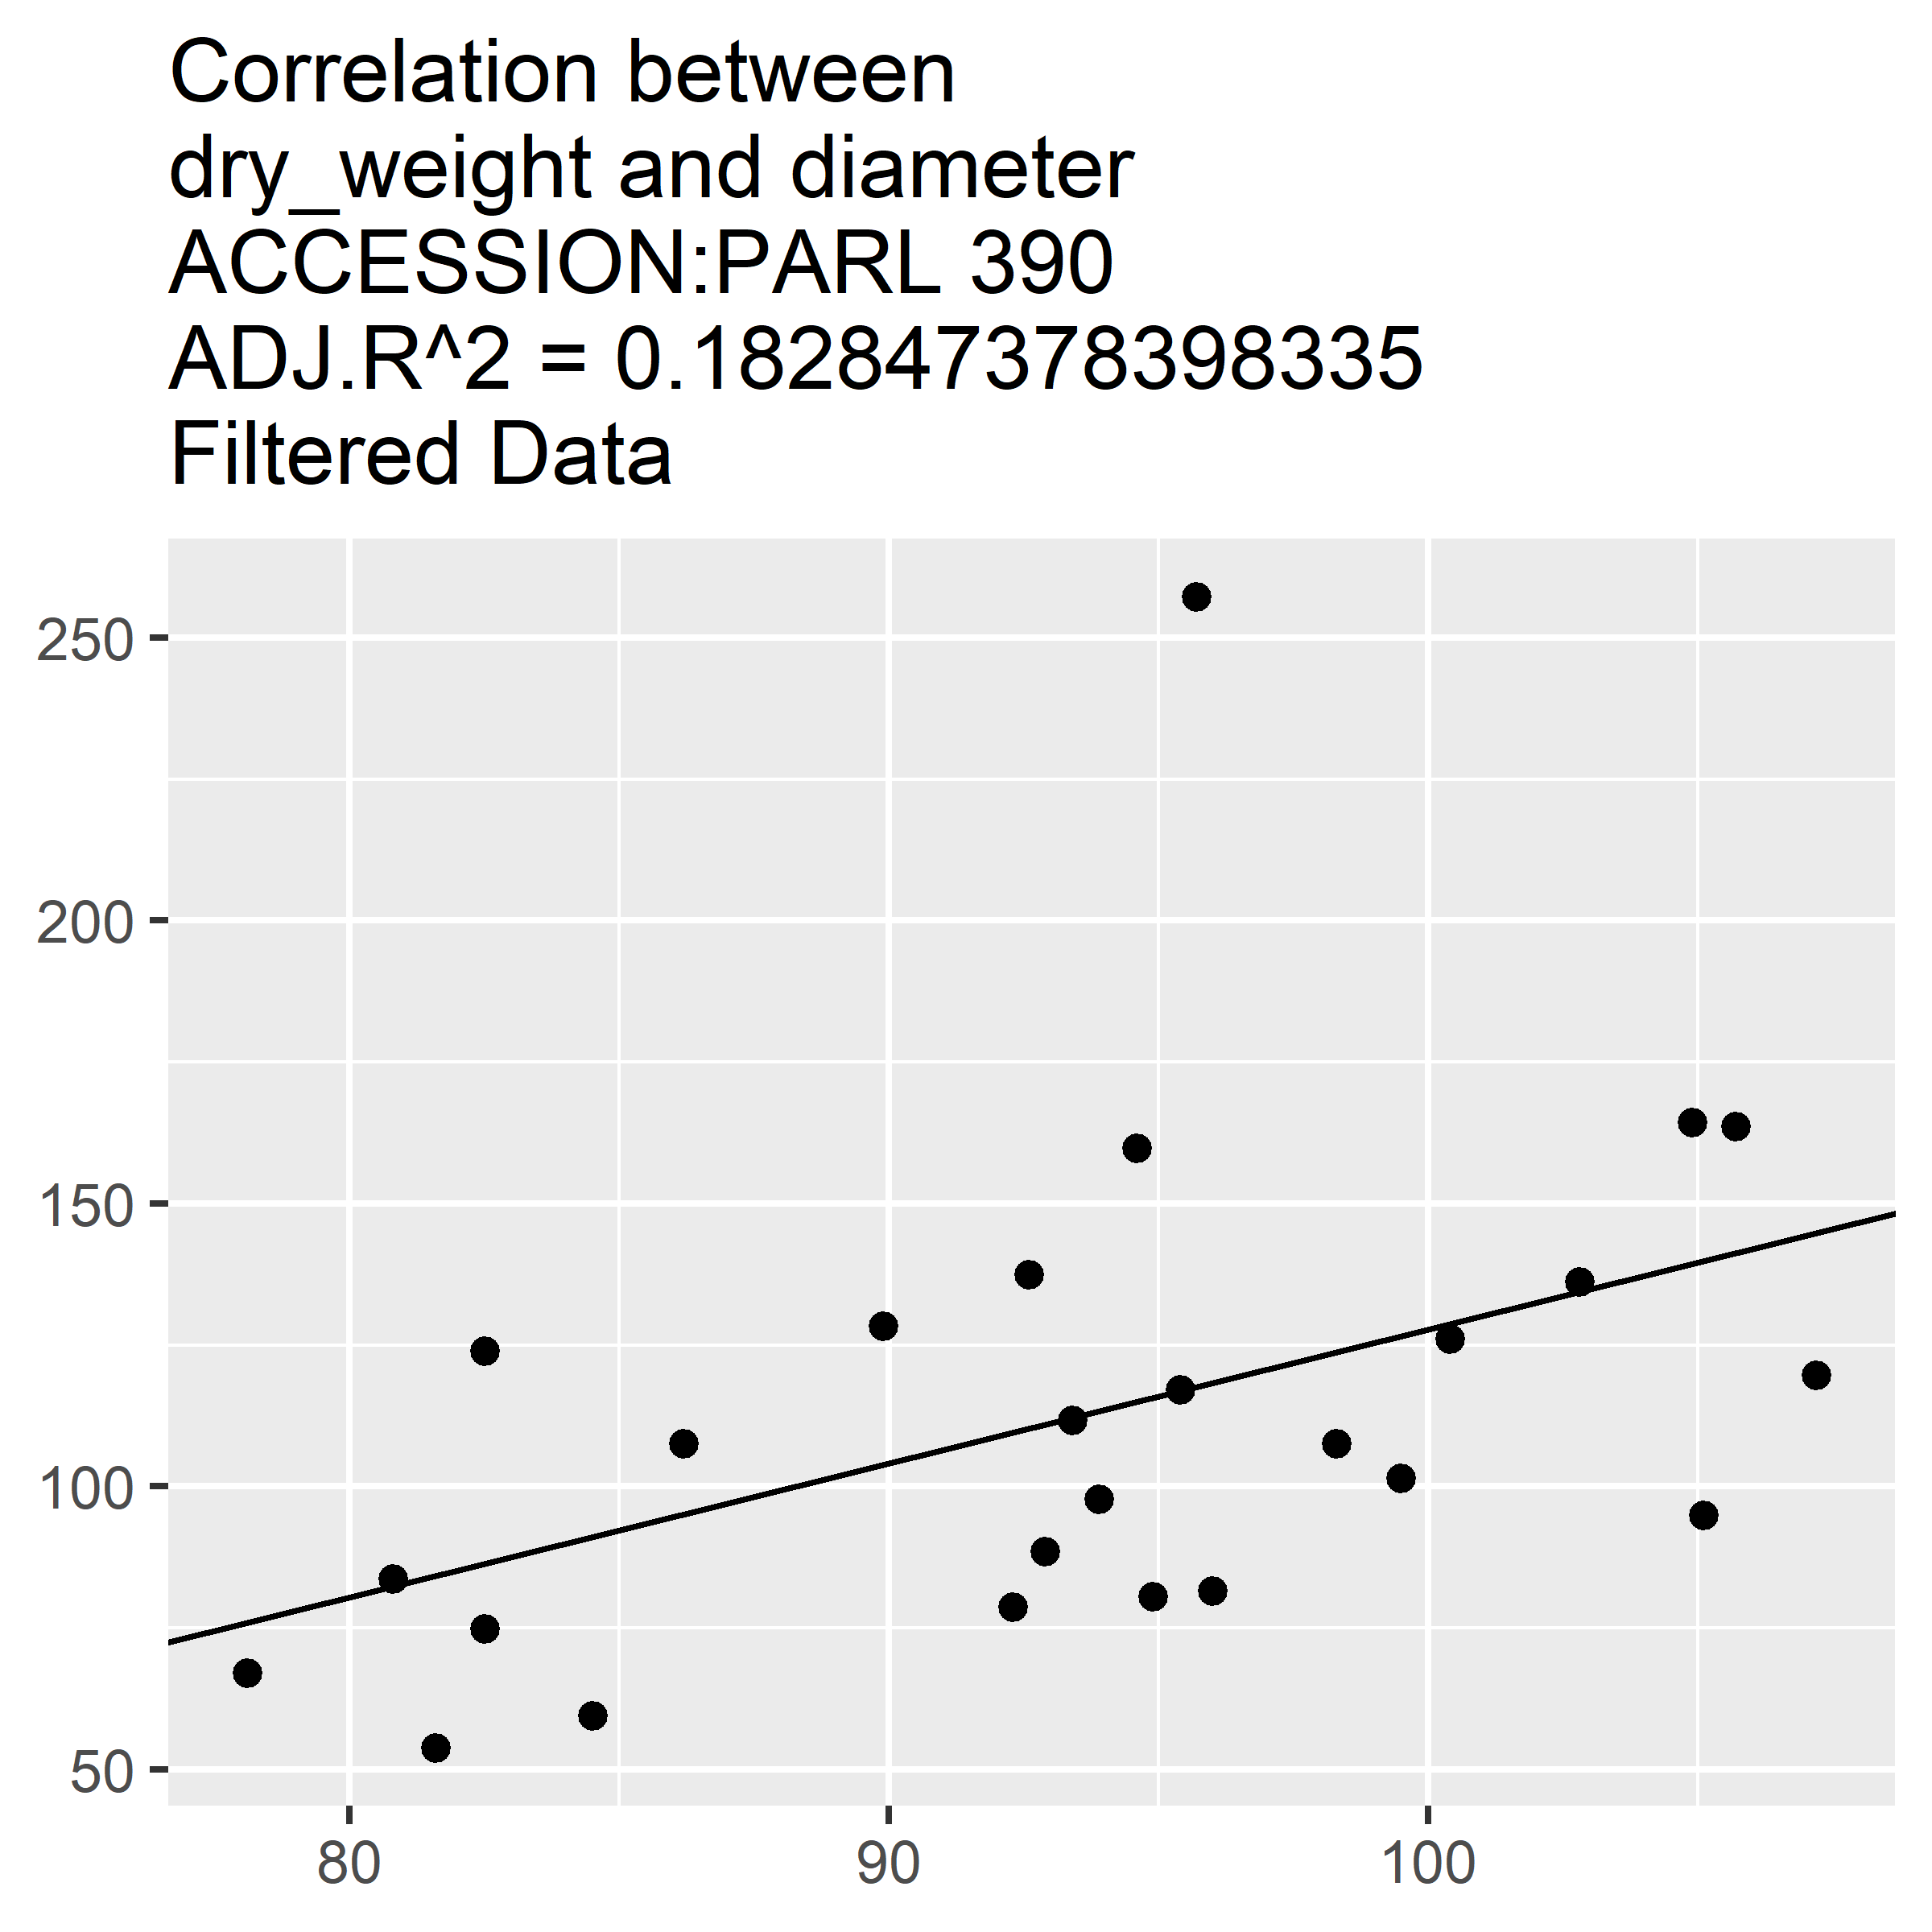 Correlation between
dry_weight and diameter
ACCESSION:PARL 390
ADJ.R^2 = 0.182847378398335
Filtered Data
250
200
150
100
50
80 90 100